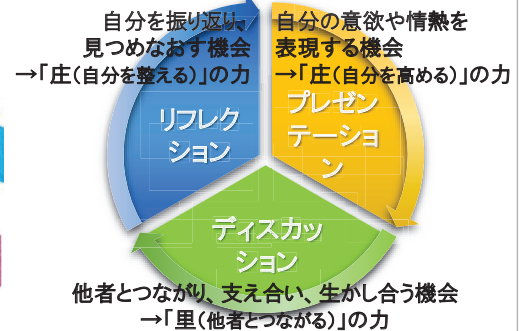 自分を振り返り、
見つめなおす機会
→「庄（自分を整える）」の力
自分の意欲や情熱を
表現する機会
→「庄（自分を高める）」の力
リフレク
ション
プレゼン
テーショ
ン
ディスカッ
ション
他者とつながり、支え合い、生かし合う機会
→「里（他者とつながる）」の力